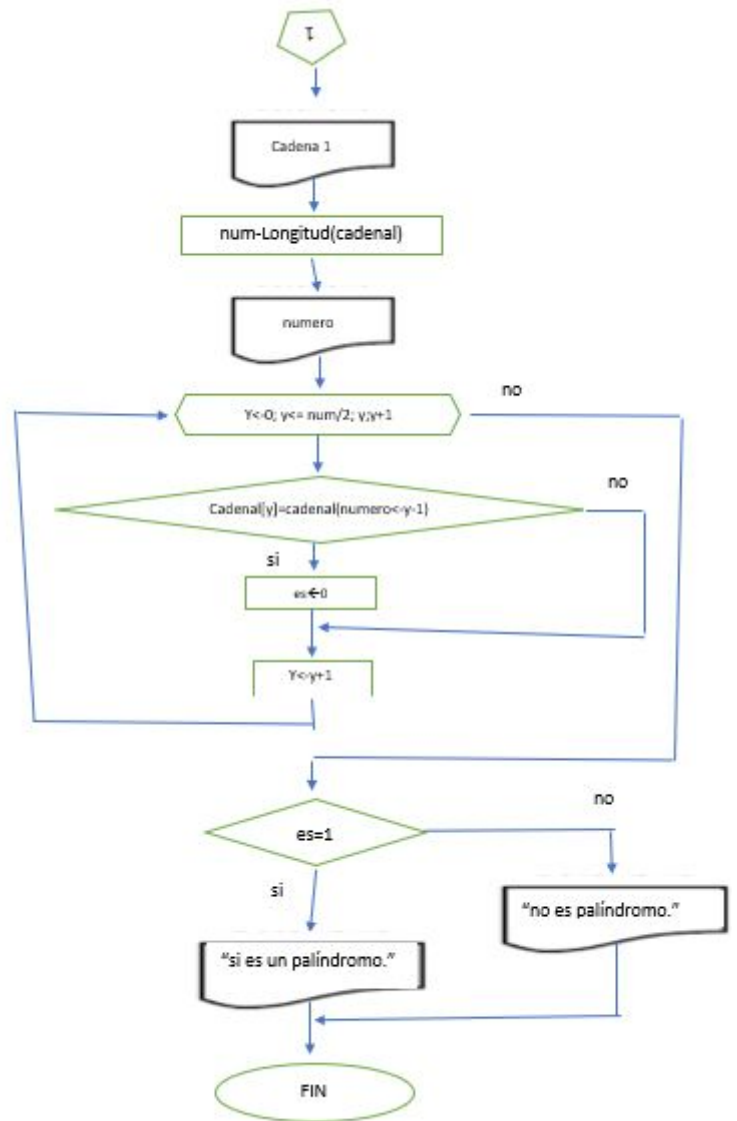 1
Cadena 1
num-Longitud(cadenal)
numero
Y<-0; y<= num/2; y;y+1
no
Cadenal[y]=cadenal(numero<-y-1)
no
si
es←0
Y<-y+1
es=1
no
si
"no es palíndromo."
"si es un palíndromo."
FIN